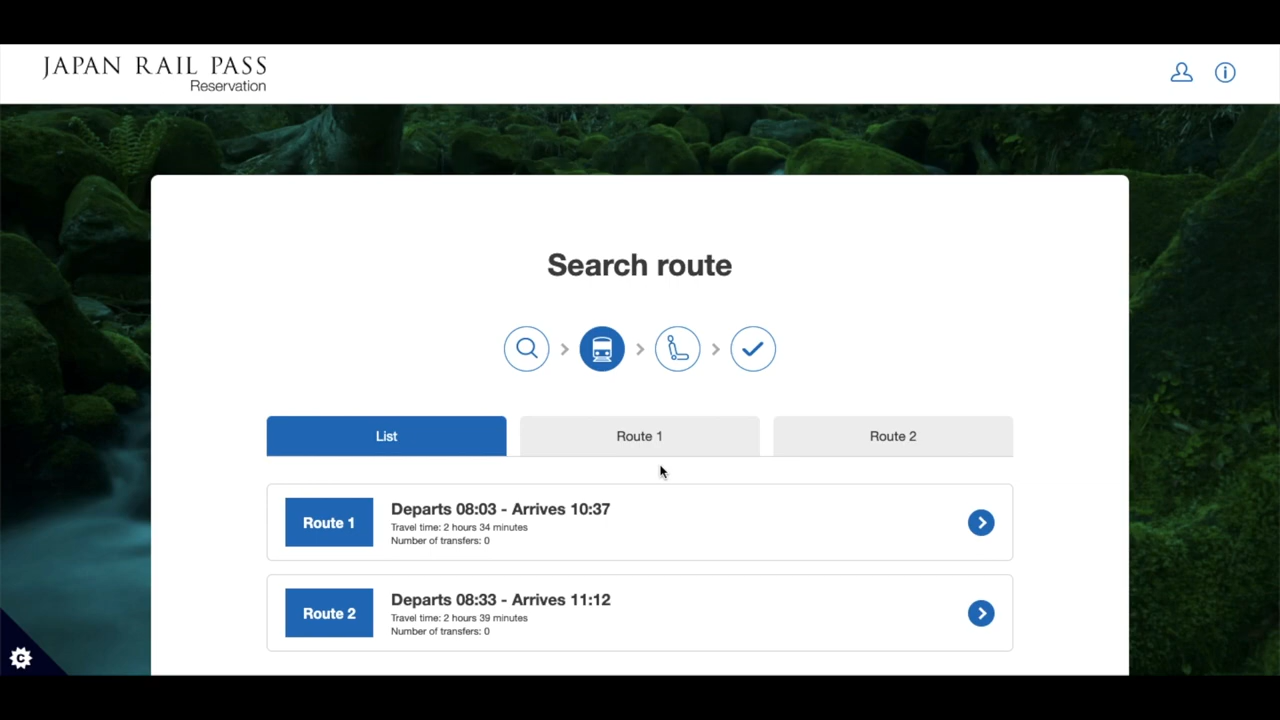 JAPAN RAIL PASS
Reservation
Search route
List
Route 1
Route 2
Route 1
Departs 08:03 - Arrives 10:37
Travel time: 2 hours 34 minutes
Number of transfers: 0
Route 2
Departs 08:33 - Arrives 11:12
Travel time: 2 hours 39 minutes
Number of transfers: 0